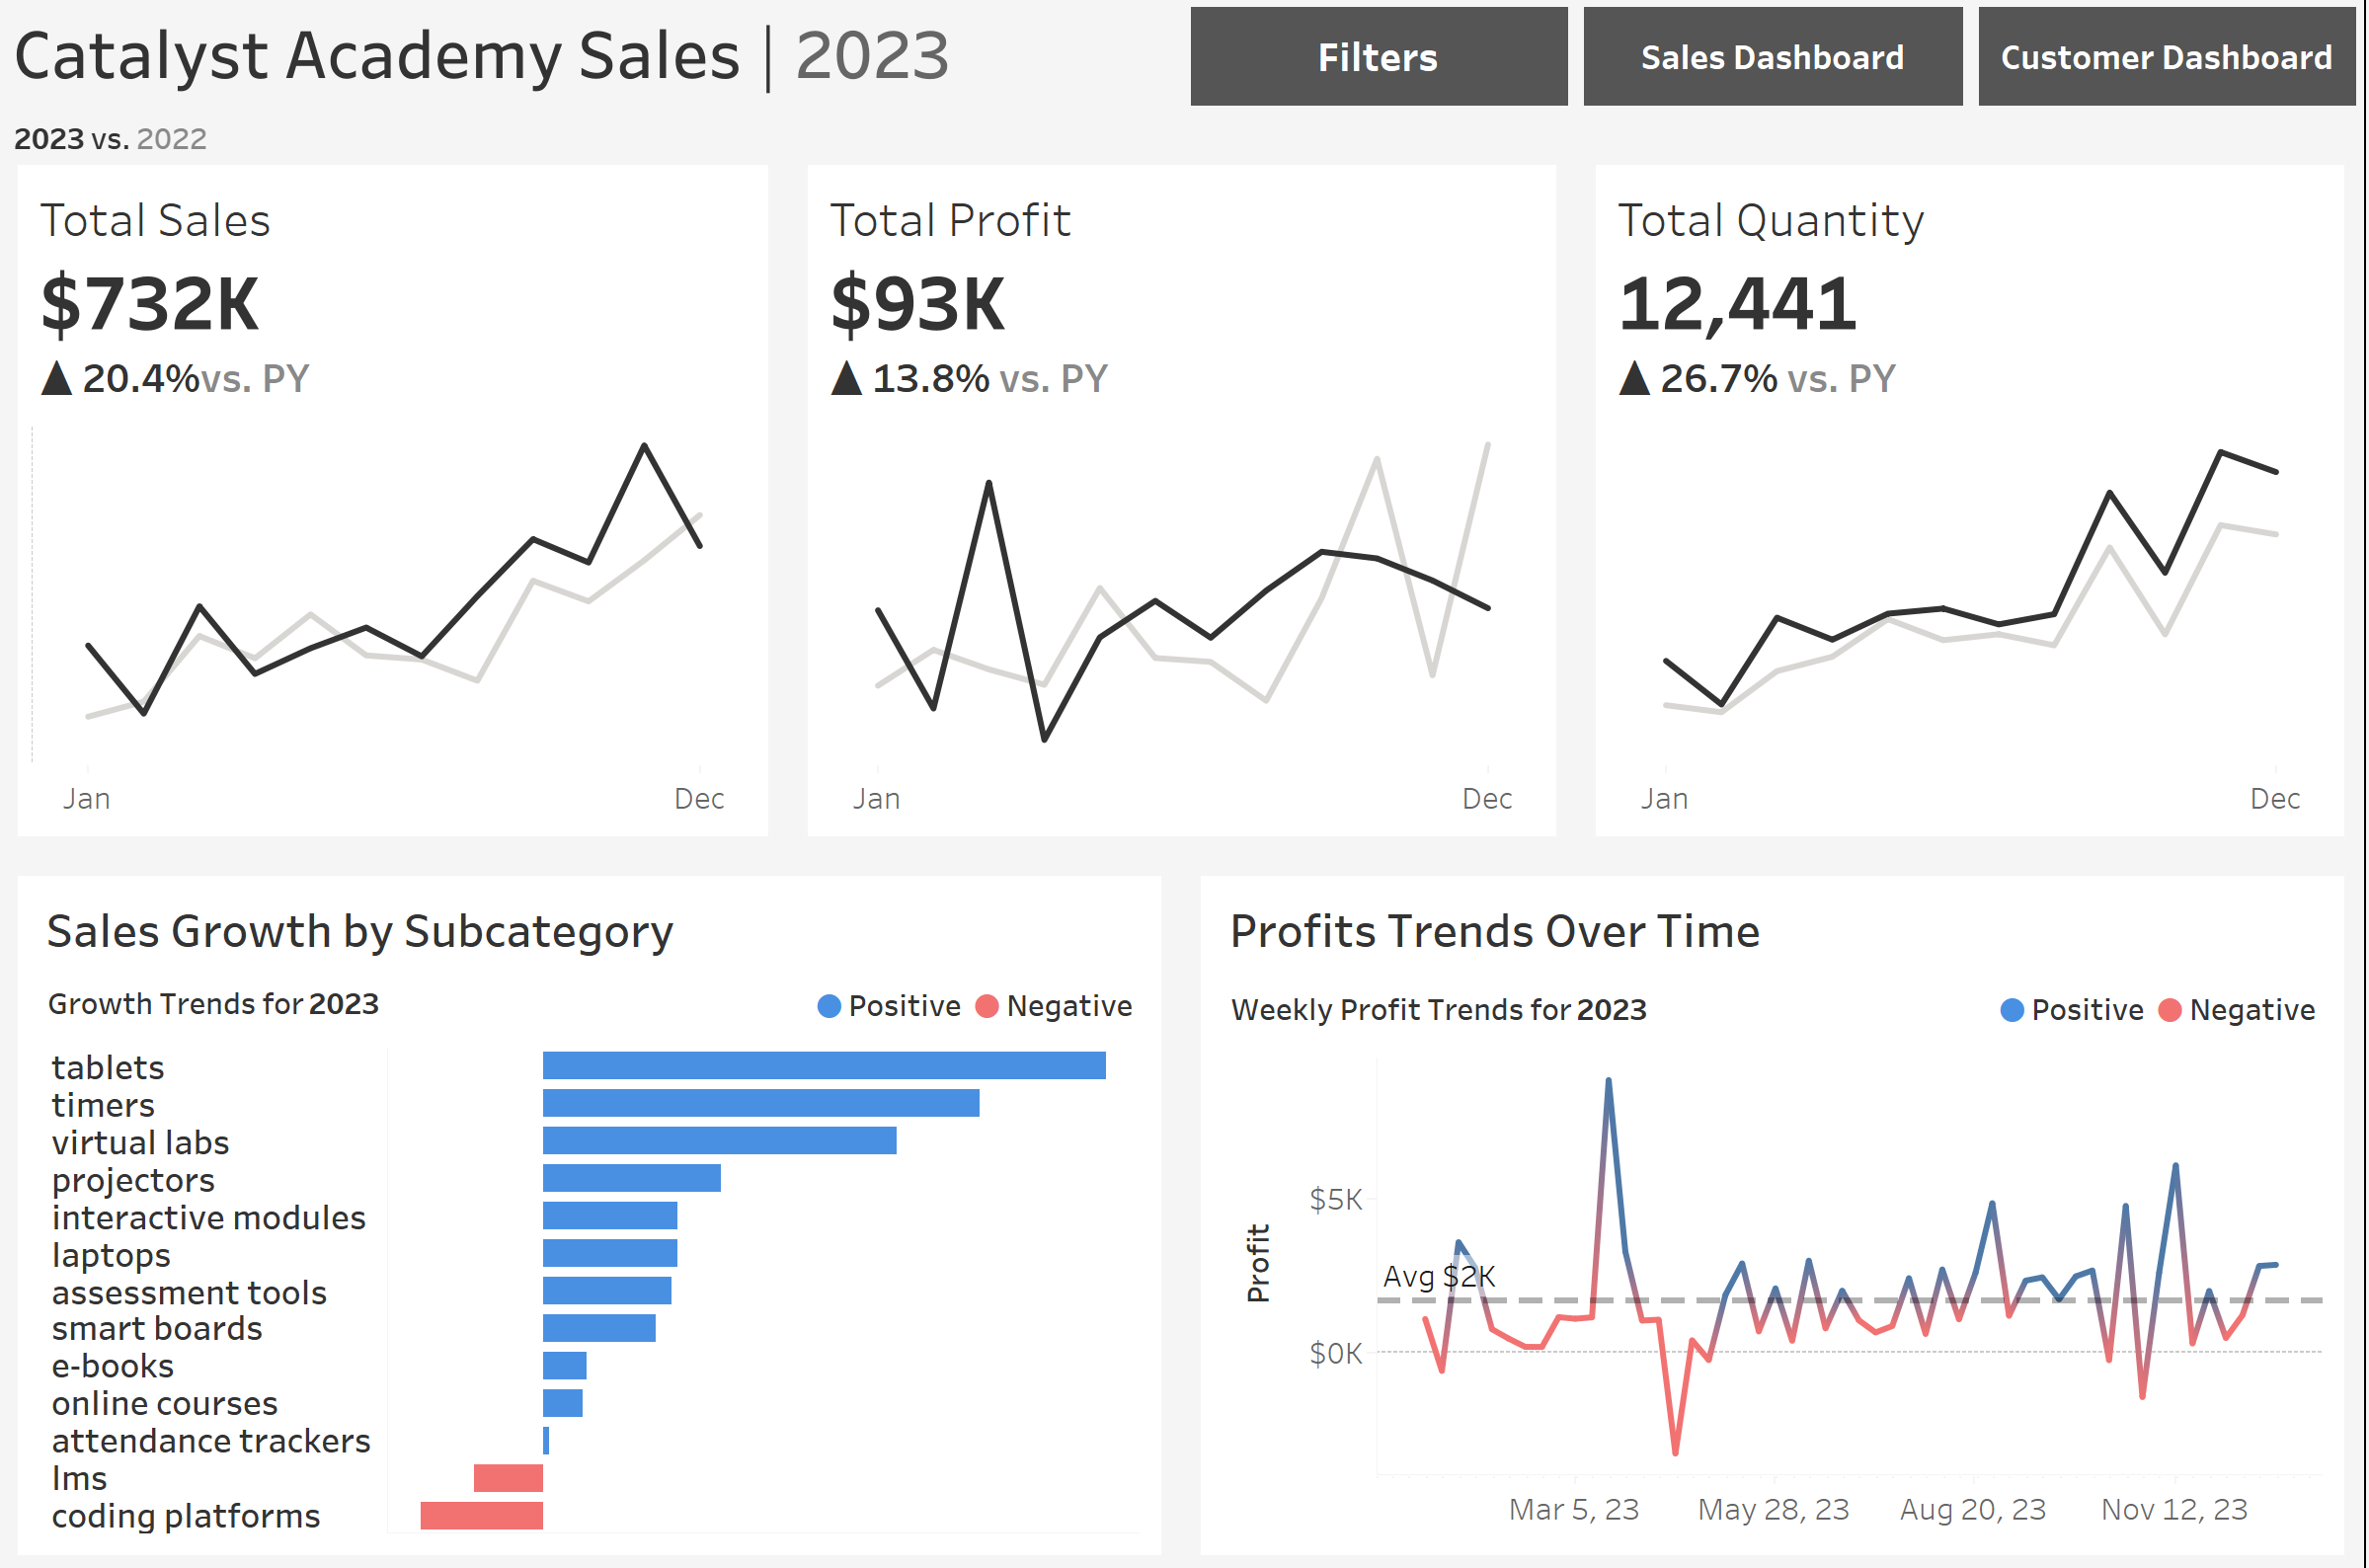 Catalyst Academy Sales | 2023
Filters
Sales Dashboard
Customer Dashboard
2023 vs. 2022
Total Sales
$732K
▲ 20.4%vs. PY
Jan
Dec
Total Profit
$93K
▲ 13.8% vs. PY
Jan
Dec
Total Quantity
12,441
▲ 26.7% vs. PY
Jan
Dec
Sales Growth by Subcategory
Growth Trends for 2023
Positive
Negative
tablets
timers
virtual labs
projectors
interactive modules
laptops
assessment tools
smart boards
e-books
online courses
attendance trackers
lms
coding platforms
Profits Trends Over Time
Weekly Profit Trends for 2023
Positive
Negative
Profit
$5K
Avg $2K
$0K
Mar 5, 23
May 28, 23
Aug 20, 23
Nov 12, 23